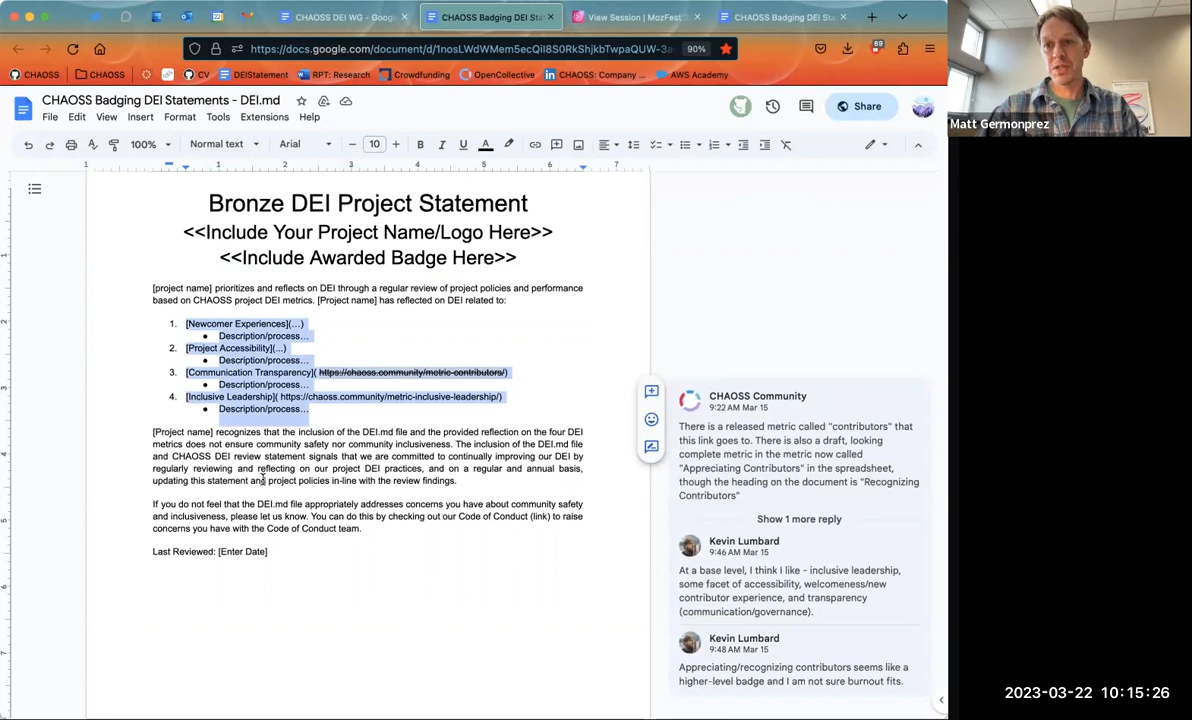 CHAOSS DEI WG - Googl
CHAOSS Badging DEI Sta
View Session | MozFest
CHAOSS Badging DEI Sta
https://docs.google.com/document/d/1nosLWdWMem5ecQil8S0RkShjkbTwpaQUW-3a
90%
69
CHAOSS
CHAOSS
CV
DEIStatement
RPT: Research
Crowdfunding
OpenCollective
CHAOSS: Company ...
AWS Academy
CHAOSS Badging DEI Statements - DEI.md
File Edit View Insert Format Tools Extensions Help
Share
100%
Normal text
Arial
10
B I U A
1 1 2 3 4 5 6 7
Bronze DEI Project Statement
<<Include Your Project Name/Logo Here>>
<<Include Awarded Badge Here>>
[project name] prioritizes and reflects on DEI through a regular review of project policies and performance
based on CHAOSS project DEI metrics. [Project name] has reflected on DEI related to:
1. [Newcomer Experiences](…)
● Description/process…
2. [Project Accessibility](...)
● Description/process…
3. [Communication Transparency]( https://chaoss.community/metric-contributors/)
● Description/process…
4. [Inclusive Leadership]( https://chaoss.community/metric-inclusive-leadership/)
● Description/process…
[Project name] recognizes that the inclusion of the DEI.md file and the provided reflection on the four DEI
metrics does not ensure community safety nor community inclusiveness. The inclusion of the DEI.md file
and CHAOSS DEI review statement signals that we are committed to continually improving our DEI by
regularly reviewing and reflecting on our project DEI practices, and on a regular and annual basis,
updating this statement and project policies in-line with the review findings.
If you do not feel that the DEI.md file appropriately addresses concerns you have about community safety
and inclusiveness, please let us know. You can do this by checking out our Code of Conduct (link) to raise
concerns you have with the Code of Conduct team.
Last Reviewed: [Enter Date]
CHAOSS Community
9:22 AM Mar 15
There is a released metric called "contributors" that
this link goes to. There is also a draft, looking
complete metric in the metric now called
"Appreciating Contributors" in the spreadsheet,
though the heading on the document is "Recognizing
Contributors"
Show 1 more reply
Kevin Lumbard
9:46 AM Mar 15
At a base level, I think I like - inclusive leadership,
some facet of accessibility, welcomeness/new
contributor experience, and transparency
(communication/governance).
Kevin Lumbard
9:48 AM Mar 15
Appreciating/recognizing contributors seems like a
higher-level badge and I am not sure burnout fits.
Matt Germonprez
2023-03-22 10:15:26